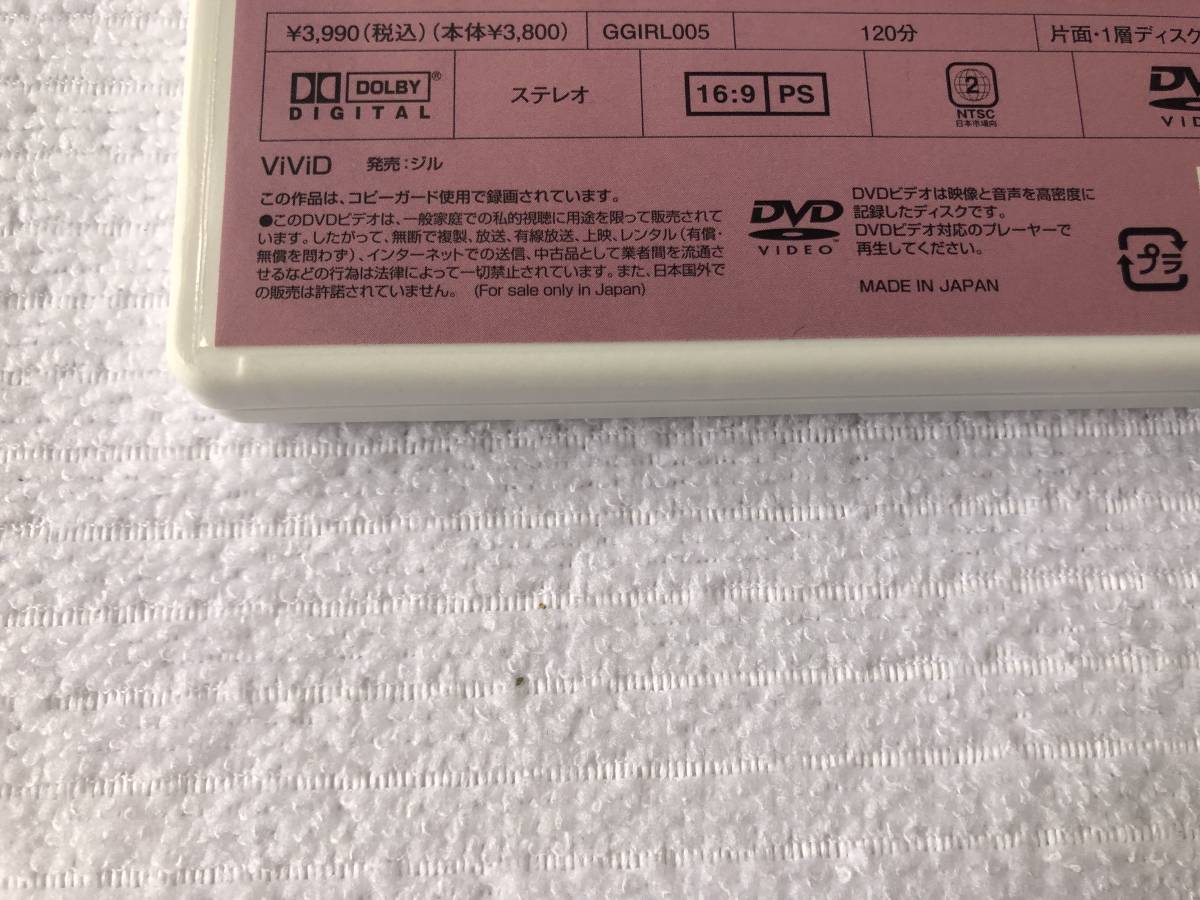 ¥3,990(税込)(本体¥3,800) GGIRL005 120分 片面・1層ディスク
DOLBY® DIGITAL ステレオ 16:9 PS 2 NTSC 日本市場向
ViViD 発売:ジル
この作品は、コピーガード使用で録画されています。
●このDVDビデオは、一般家庭での私的視聴に用途を限って販売されて
います。したがって、無断で複製、放送、有線放送、上映、レンタル(有償・
無償を問わず)、インターネットでの送信、中古品として業者間を流通さ
せるなどの行為は法律によって一切禁止されています。また、日本国外で
の販売は許諾されていません。 (For sale only in Japan)
DVD
VIDEO™
DVDビデオは映像と音声を高密度に
記録したディスクです。
DVDビデオ対応のプレーヤーで
再生してください。
MADE IN JAPAN
プラ